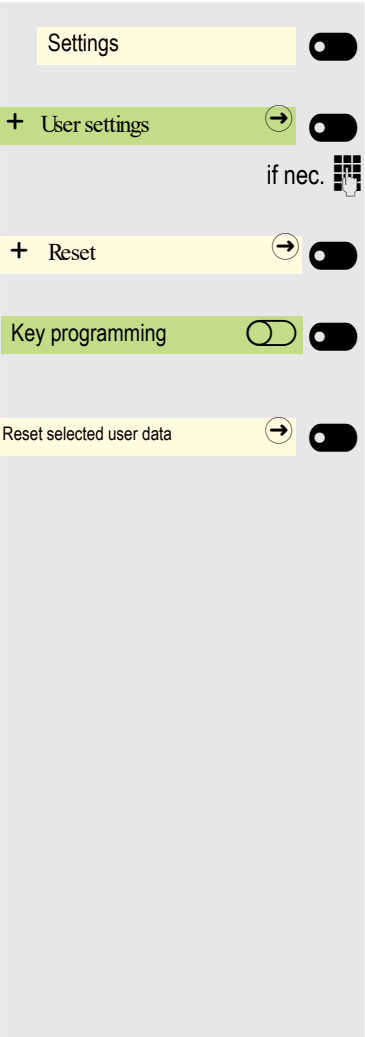 Settings
+ User settings
if nec.
+ Reset
Key programming
Reset selected user data